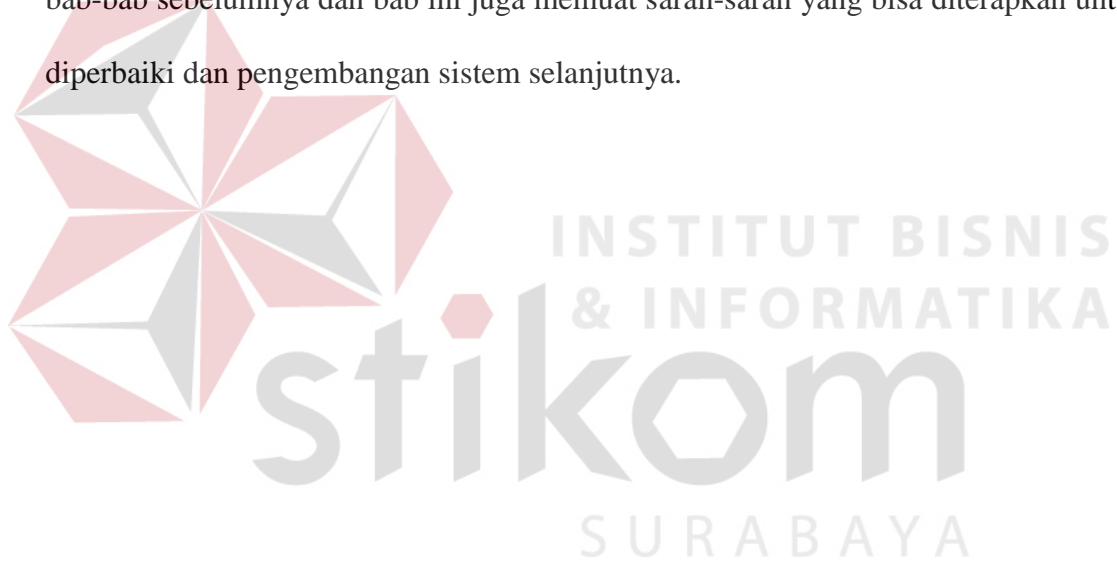 bab-bab sebelumnya dan bab ini juga memuat saran-saran yang bisa diterapkan
diperbaiki dan pengembangan sistem selanjutnya.
INSTITUT BISNIS
& INFORMATIKA
stikom
SURABAYA